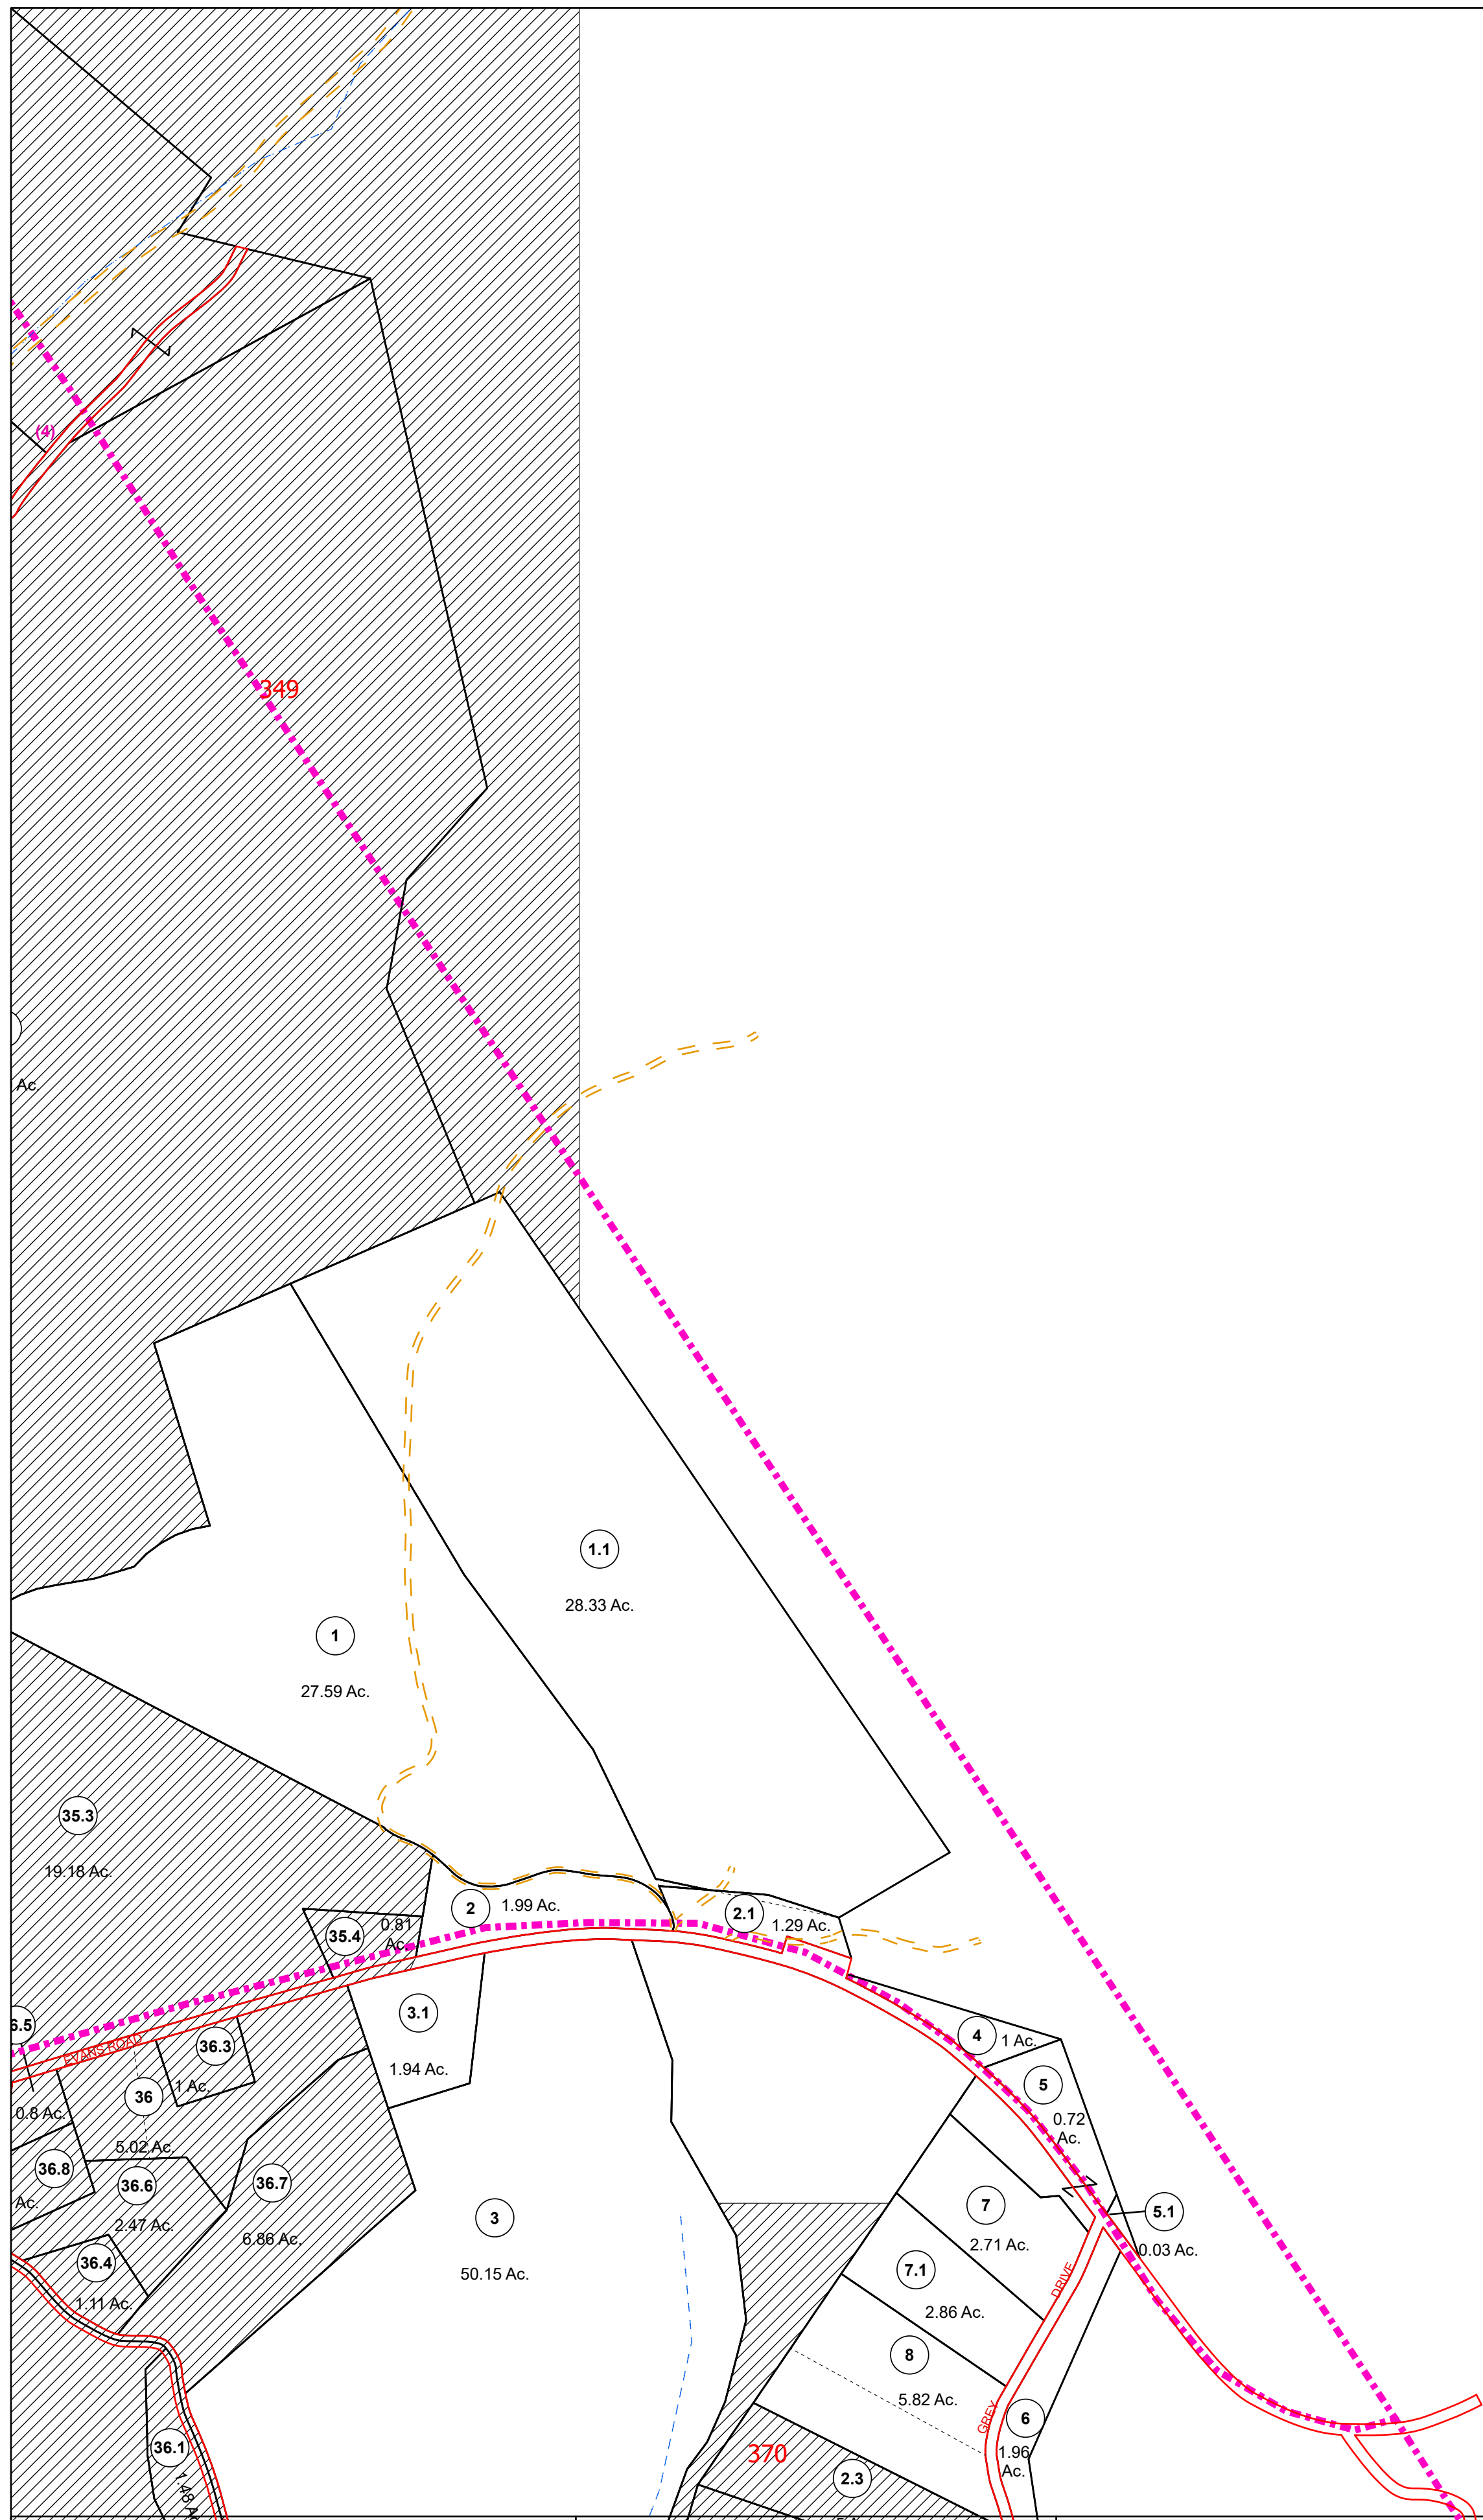 (4)
349
Ac.
1.1
28.33 Ac.
1
27.59 Ac.
35.3
19.18 Ac.
2
1.99 Ac.
2.1
1.29 Ac.
35.4
0.81
Ac.
3.1
1.94 Ac.
6.5
EVANS ROAD
36.3
1 Ac.
4
1 Ac.
5
0.72
Ac.
36
5.02 Ac.
0.8 Ac.
36.8
Ac.
36.6
2.47 Ac.
36.7
6.86 Ac.
36.4
1.11 Ac.
3
50.15 Ac.
7
2.71 Ac.
5.1
0.03 Ac.
7.1
2.86 Ac.
8
5.82 Ac.
GREY DRIVE
6
1.96
Ac.
36.1
1.48 Ac
370
2.3